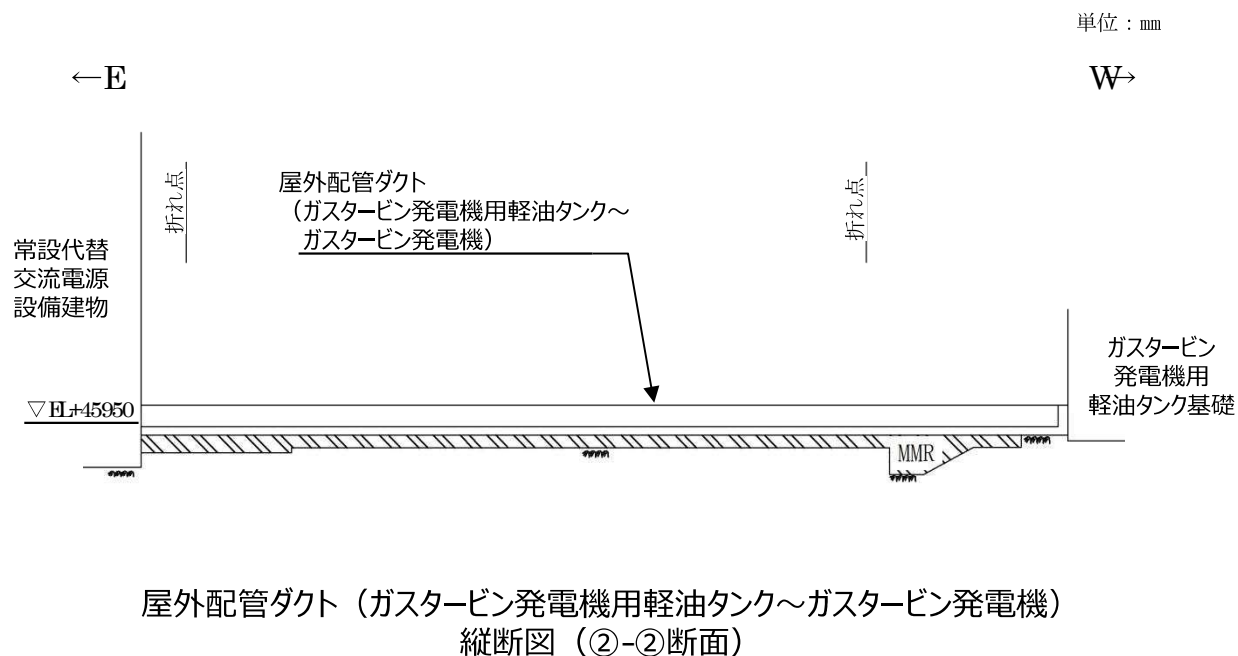 単位：mm
←E
W→
折れ点
折れ点
屋外配管ダクト
（ガスタービン発電機用軽油タンク～
ガスタービン発電機）
常設代替
交流電源
設備建物
ガスタービン
発電機用
軽油タンク基礎
▽EL+45950
MMR
屋外配管ダクト（ガスタービン発電機用軽油タンク～ガスタービン発電機）
縦断図（②-②断面）